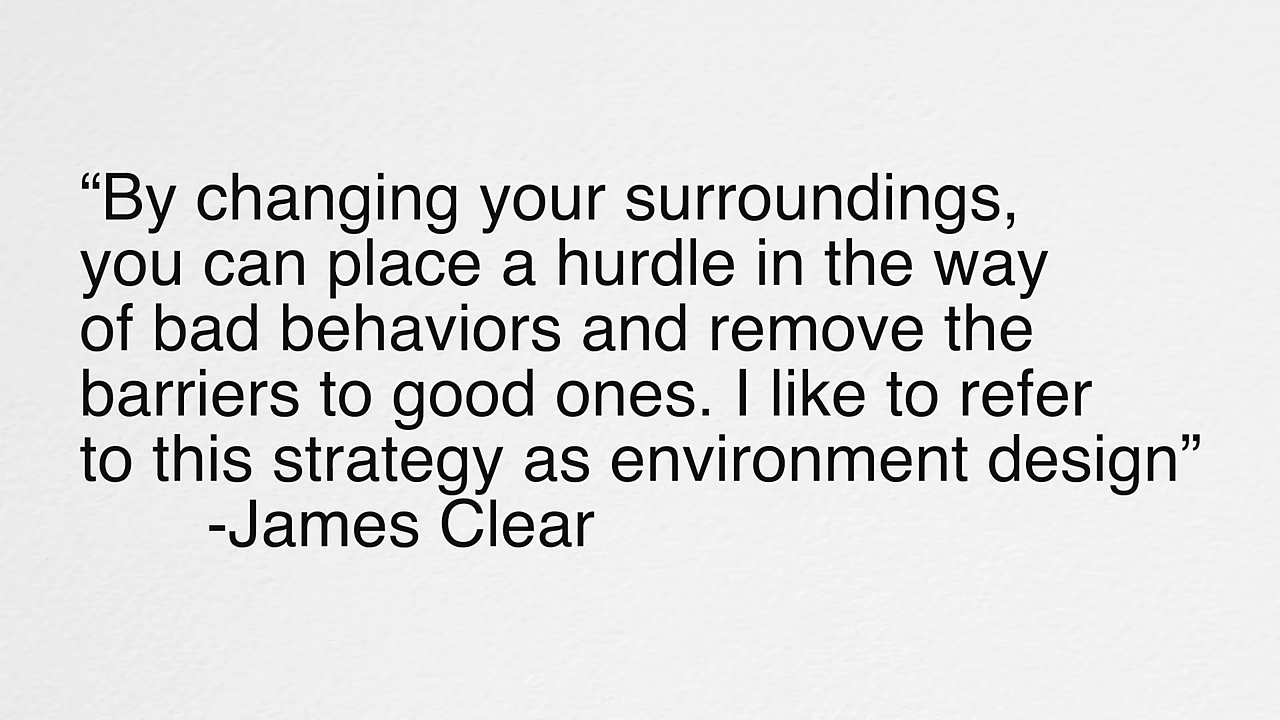 “By changing your surroundings,
you can place a hurdle in the way
of bad behaviors and remove the
barriers to good ones. I like to refer
to this strategy as environment design”
-James Clear